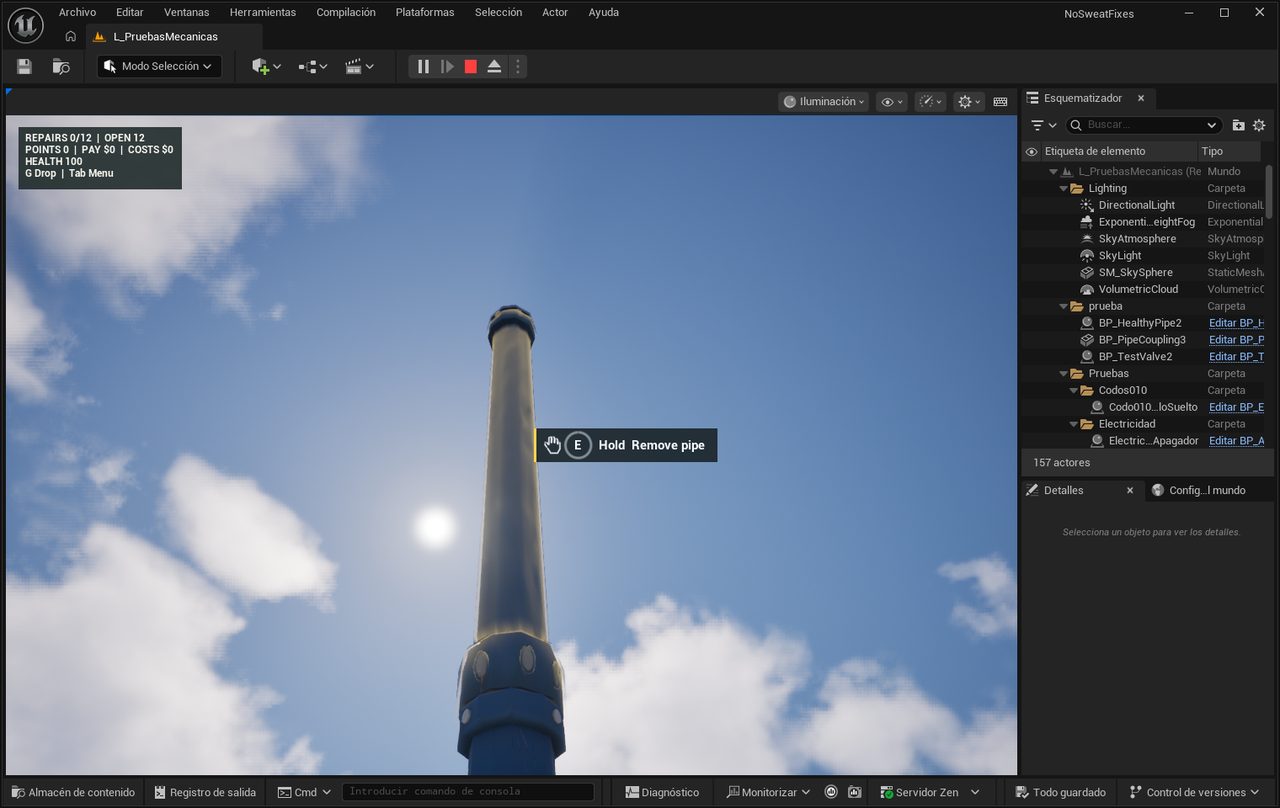 Archivo Editar Ventanas Herramientas Compilación Plataformas Selección Actor Ayuda
NoSweatFixes
L_PruebasMecanicas
Modo Selección
Iluminación
REPAIRS 0/12 | OPEN 12
POINTS 0 | PAY $0 | COSTS $0
HEALTH 100
G Drop | Tab Menu
E Hold Remove pipe
Esquematizador
Buscar...
Etiqueta de elemento Tipo
L_PruebasMecanicas (Re Mundo
Lighting Carpeta
DirectionalLight DirectionalL
Exponenti...eightFog Exponential
SkyAtmosphere SkyAtmosp
SkyLight SkyLight
SM_SkySphere StaticMesh
VolumetricCloud VolumetricC
prueba Carpeta
BP_HealthyPipe2 Editar BP_H
BP_PipeCoupling3 Editar BP_P
BP_TestValve2 Editar BP_T
Pruebas Carpeta
Codos010 Carpeta
Codo010...loSuelto Editar BP_E
Electricidad Carpeta
Electric...Apagador Editar BP_A
157 actores
Detalles
Config...l mundo
Selecciona un objeto para ver los detalles.
Almacén de contenido Registro de salida Cmd Introducir comando de consola Diagnóstico Monitorizar Servidor Zen Todo guardado Control de versiones